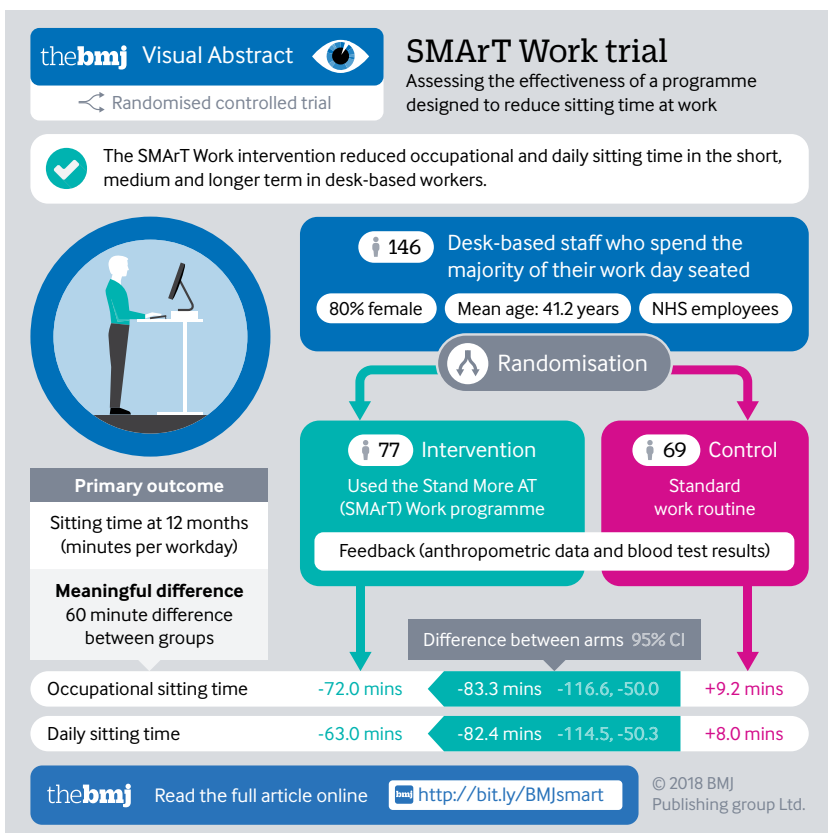 thebmj Visual Abstract
Randomised controlled trial
SMArT Work trial
Assessing the effectiveness of a programme
designed to reduce sitting time at work
The SMArT Work intervention reduced occupational and daily sitting time in the short,
medium and longer term in desk-based workers.
146 Desk-based staff who spend the
majority of their work day seated
80% female Mean age: 41.2 years NHS employees
Randomisation
77 Intervention
Used the Stand More AT
(SMArT) Work programme
69 Control
Standard
work routine
Feedback (anthropometric data and blood test results)
Primary outcome
Sitting time at 12 months
(minutes per workday)
Meaningful difference
60 minute difference
between groups
Difference between arms 95% CI
Occupational sitting time -72.0 mins -83.3 mins -116.6, -50.0 +9.2 mins
Daily sitting time -63.0 mins -82.4 mins -114.5, -50.3 +8.0 mins
thebmj Read the full article online bmj http://bit.ly/BMJsmart
© 2018 BMJ
Publishing group Ltd.